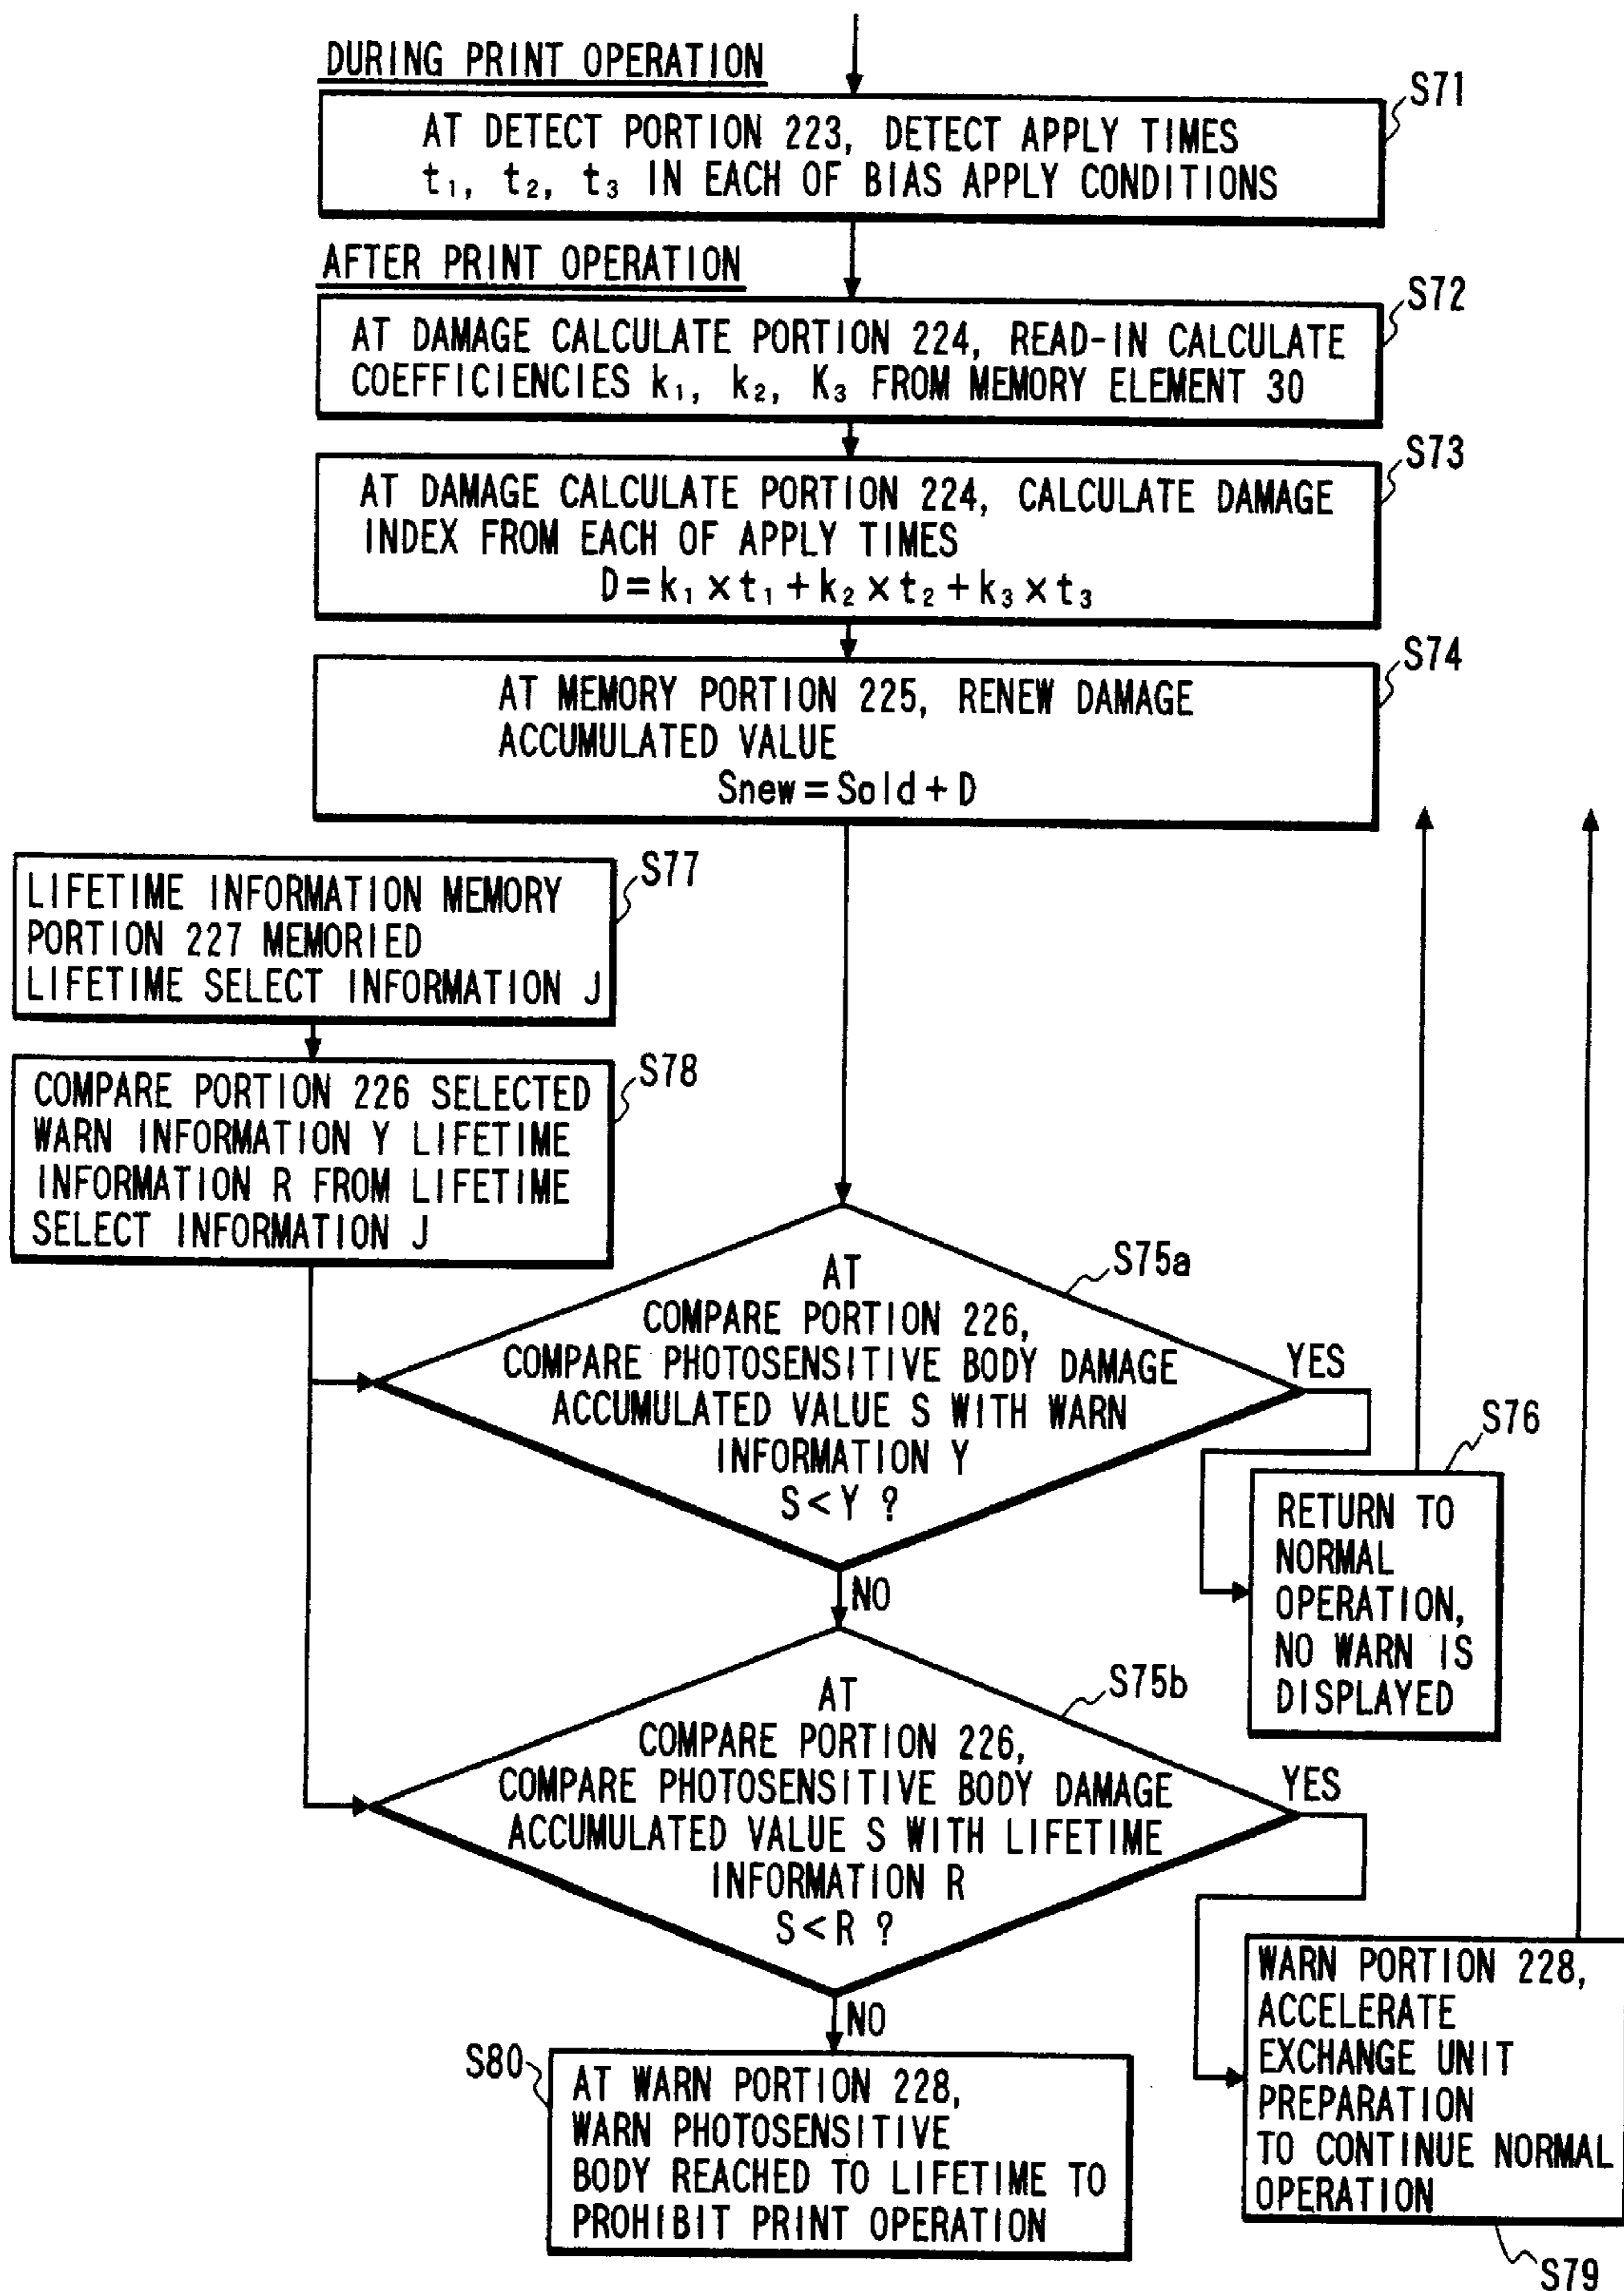 DURING PRINT OPERATION
S71
AT DETECT PORTION 223, DETECT APPLY TIMES
t₁, t₂, t₃ IN EACH OF BIAS APPLY CONDITIONS
AFTER PRINT OPERATION
S72
AT DAMAGE CALCULATE PORTION 224, READ-IN CALCULATE
COEFFICIENCIES k₁, k₂, K₃ FROM MEMORY ELEMENT 30
S73
AT DAMAGE CALCULATE PORTION 224, CALCULATE DAMAGE
INDEX FROM EACH OF APPLY TIMES
D=k₁×t₁+k₂×t₂+k₃×t₃
S74
AT MEMORY PORTION 225, RENEW DAMAGE
ACCUMULATED VALUE
Snew=Sold+D
S77
LIFETIME INFORMATION MEMORY
PORTION 227 MEMORIED
LIFETIME SELECT INFORMATION J
S78
COMPARE PORTION 226 SELECTED
WARN INFORMATION Y LIFETIME
INFORMATION R FROM LIFETIME
SELECT INFORMATION J
S75a
AT
COMPARE PORTION 226,
COMPARE PHOTOSENSITIVE BODY DAMAGE
ACCUMULATED VALUE S WITH WARN
INFORMATION Y
S<Y ?
YES
NO
S76
RETURN TO
NORMAL
OPERATION,
NO WARN IS
DISPLAYED
S75b
AT
COMPARE PORTION 226,
COMPARE PHOTOSENSITIVE BODY DAMAGE
ACCUMULATED VALUE S WITH LIFETIME
INFORMATION R
S<R ?
YES
NO
WARN PORTION 228,
ACCELERATE
EXCHANGE UNIT
PREPARATION
TO CONTINUE NORMAL
OPERATION
S79
S80
AT WARN PORTION 228,
WARN PHOTOSENSITIVE
BODY REACHED TO LIFETIME TO
PROHIBIT PRINT OPERATION